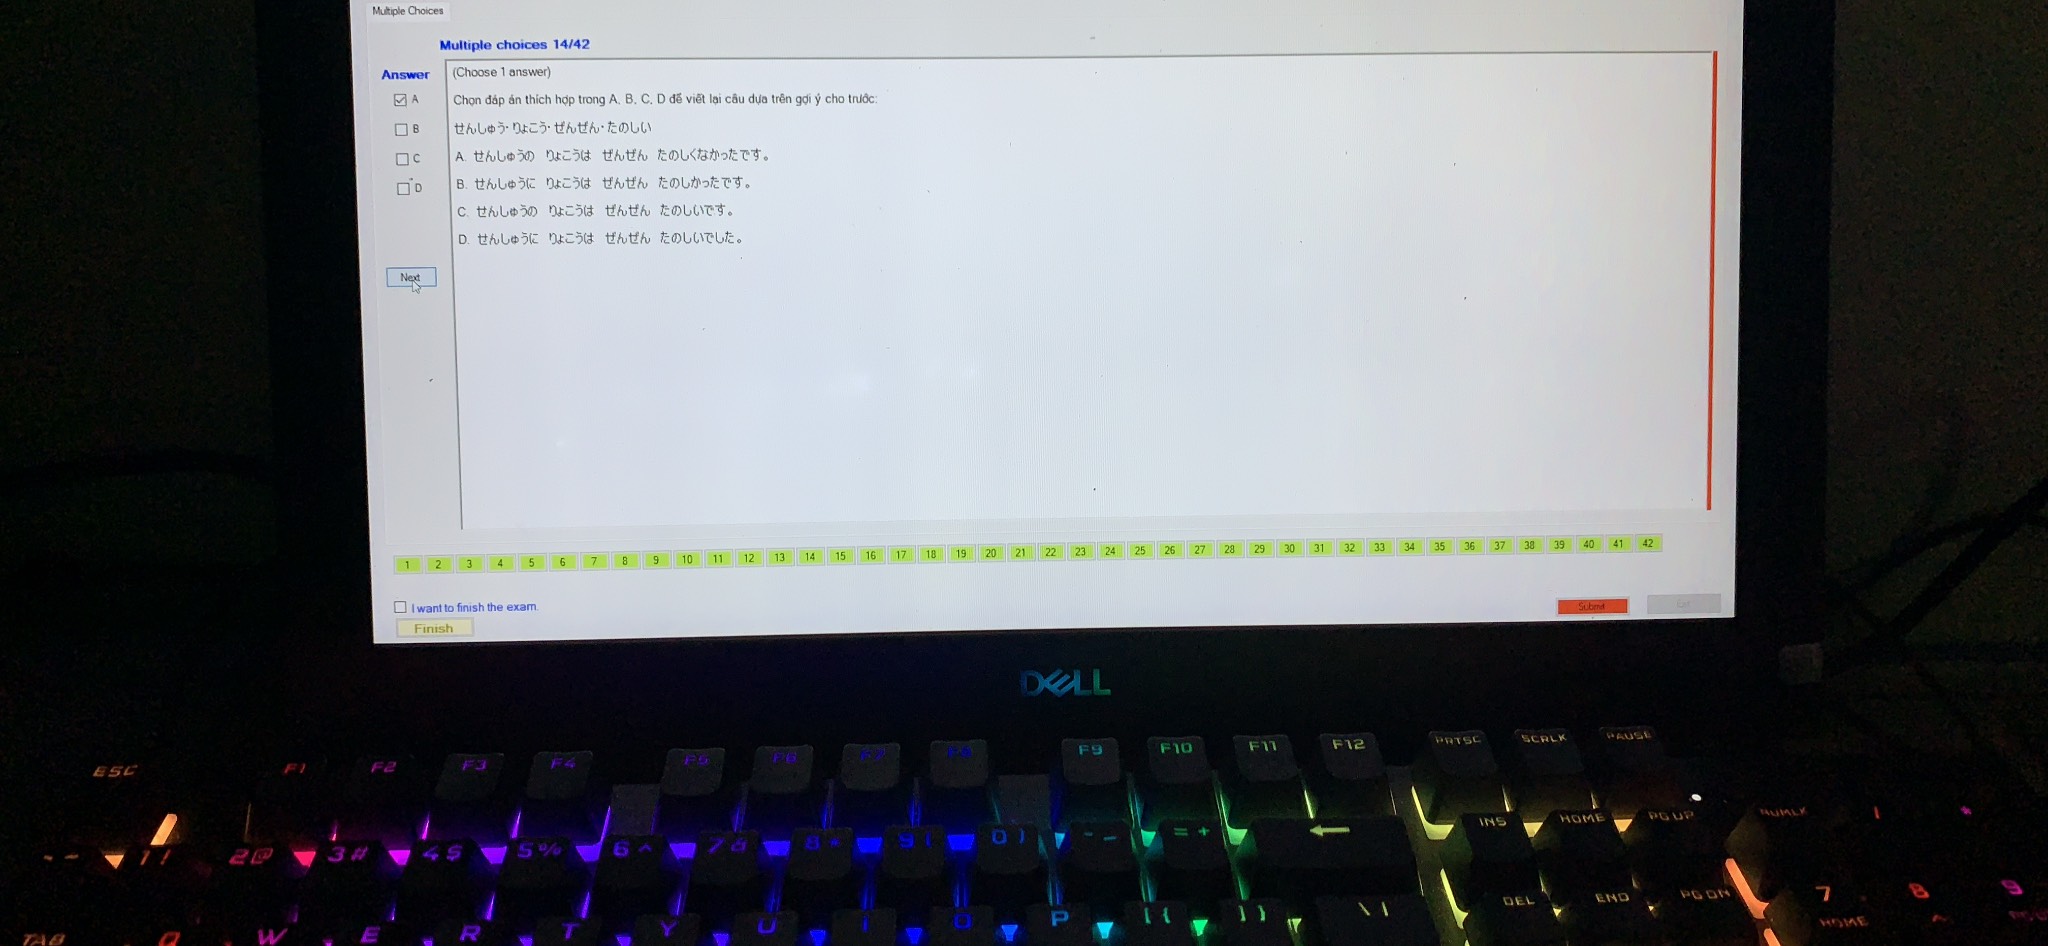 Multiple Choices
Multiple choices 14/42
Answer
A
B
C
D
(Choose 1 answer)
Chọn đáp án thích hợp trong A, B, C, D để viết lại câu dựa trên gợi ý cho trước:
せんしゅう・りょこう・ぜんぜん・たのしい
A. せんしゅうの りょこうは ぜんぜん たのしくなかったです。
B. せんしゅうに りょこうは ぜんぜん たのしかったです。
C. せんしゅうの りょこうは ぜんぜん たのしいです。
D. せんしゅうに りょこうは ぜんぜん たのしいでした。
Next
1 2 3 4 5 6 7 8 9 10 11 12 13 14 15 16 17 18 19 20 21 22 23 24 25 26 27 28 29 30 31 32 33 34 35 36 37 38 39 40 41 42
I want to finish the exam.
Finish
Submit
DELL
ESC F1 F2 F3 F4 F5 F6 F7 F8 F9 F10 F11 F12 PRTSC SCRLK PAUSE
1! 2@ 3# 4$ 5% 6^ 7& 8* 9( 0) -_ =+ INS HOME PGUP NUMLK
TAB Q W E R T Y U I O P [{ ]} \| DEL END PGDN 7 HOME 8 9